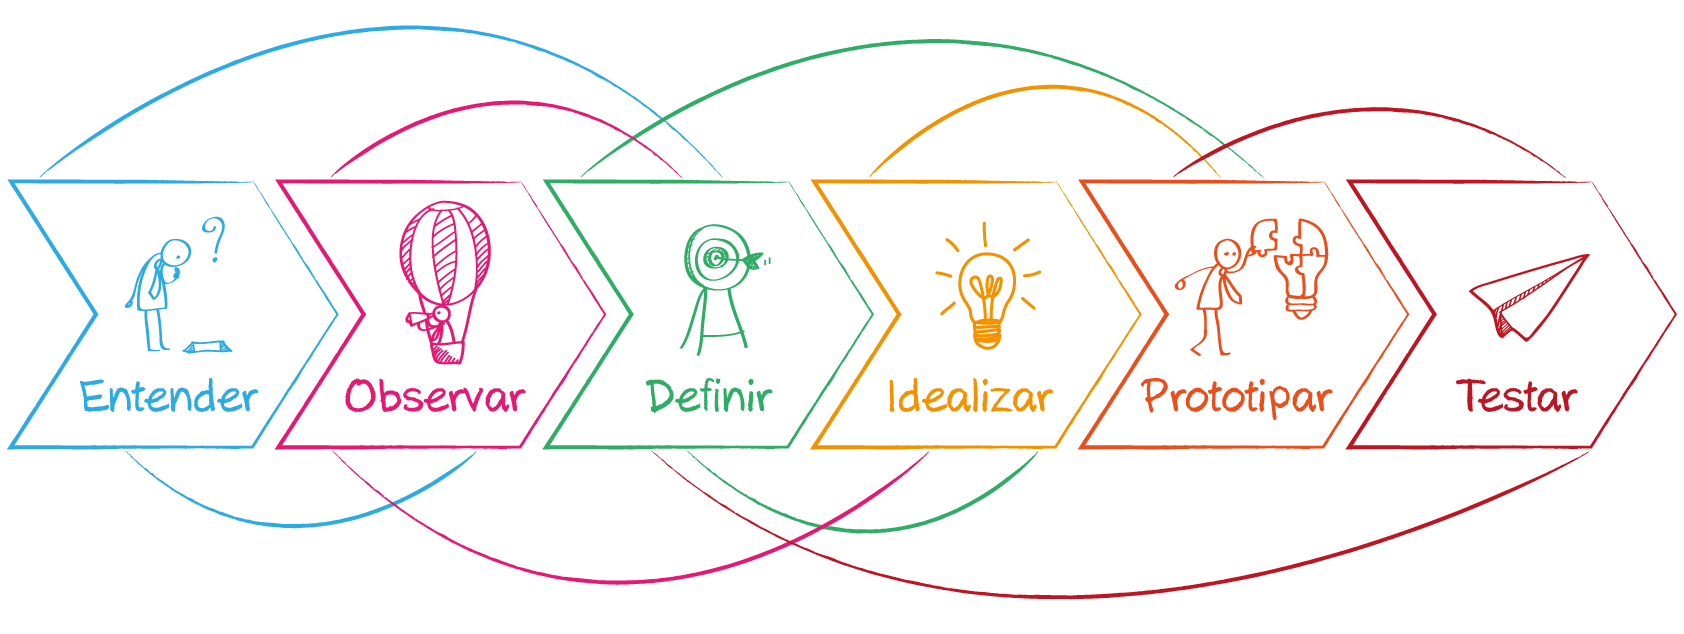 ?
Entender
Observar
Definir
Idealizar
Prototipar
Testar